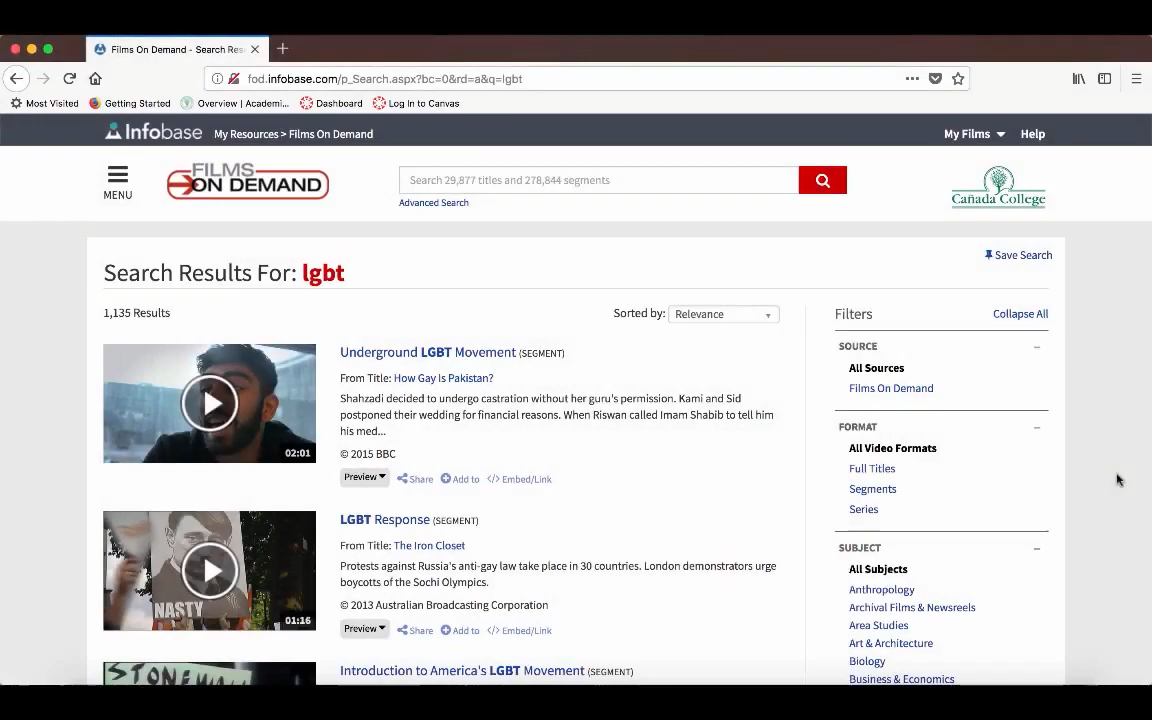 Films On Demand - Search Res
fod.infobase.com/p_Search.aspx?bc=0&rd=a&q=lgbt
Most Visited Getting Started Overview | Academi... Dashboard Log In to Canvas
Infobase My Resources > Films On Demand My Films Help
MENU
FILMS
ON DEMAND
Search 29,877 titles and 278,844 segments
Advanced Search
Cañada College
Save Search
Search Results For: lgbt
1,135 Results
Sorted by: Relevance
Underground LGBT Movement (SEGMENT)
From Title: How Gay Is Pakistan?
Shahzadi decided to undergo castration without her guru's permission. Kami and Sid
postponed their wedding for financial reasons. When Riswan called Imam Shabib to tell him
his med...
© 2015 BBC
02:01
Preview Share Add to </> Embed/Link
LGBT Response (SEGMENT)
From Title: The Iron Closet
Protests against Russia's anti-gay law take place in 30 countries. London demonstrators urge
boycotts of the Sochi Olympics.
© 2013 Australian Broadcasting Corporation
NASTY
01:16
Preview Share Add to </> Embed/Link
Introduction to America's LGBT Movement (SEGMENT)
Filters
Collapse All
SOURCE
All Sources
Films On Demand
FORMAT
All Video Formats
Full Titles
Segments
Series
SUBJECT
All Subjects
Anthropology
Archival Films & Newsreels
Area Studies
Art & Architecture
Biology
Business & Economics